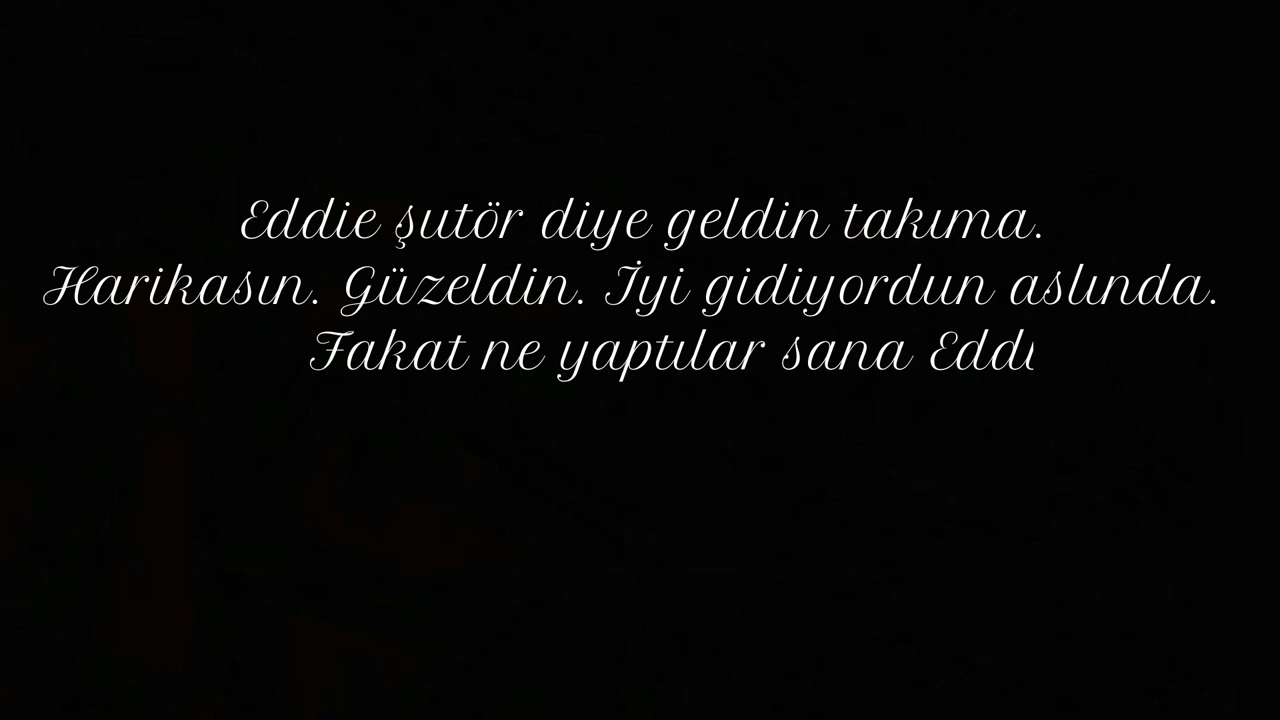 Eddie şutör diye geldin takıma.
Harikasın. Güzeldin. İyi gidiyordun aslında.
Fakat ne yaptılar sana